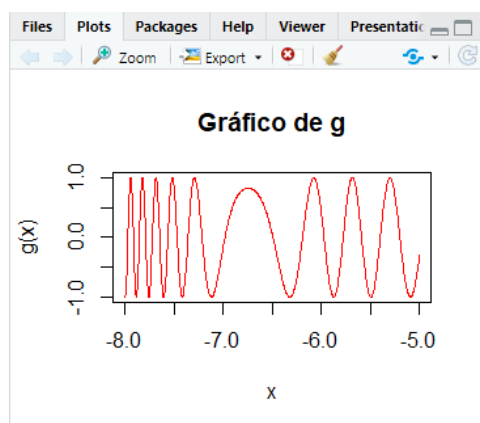 Files Plots Packages Help Viewer Presentatic
Zoom Export
Gráfico de g
g(x)
1.0
0.0
-1.0
-8.0 -7.0 -6.0 -5.0
x